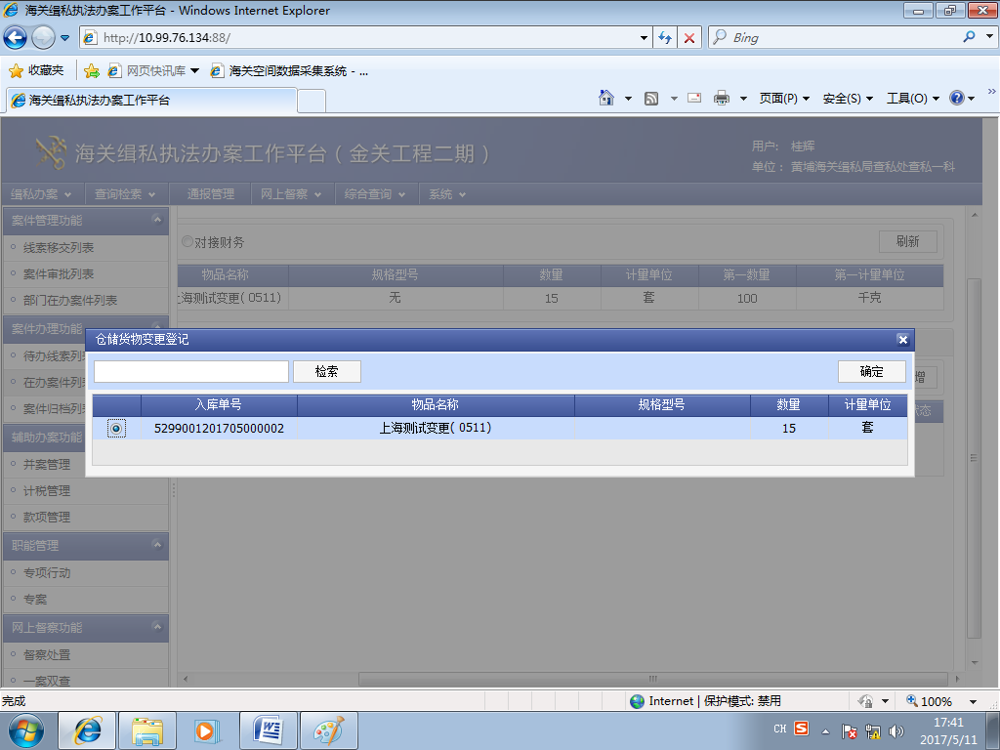 海关缉私执法办案工作平台 - Windows Internet Explorer
http://10.99.76.134:88/
Bing
收藏夹 网页快讯库 海关空间数据采集系统 - ...
海关缉私执法办案工作平台
页面(P) 安全(S) 工具(O)
海关缉私执法办案工作平台（金关工程二期）
用户: 桂辉
单位: 黄埔海关缉私局查私处查私一科
缉私办案 查询检索 通报管理 网上督察 综合查询 系统
案件管理功能
线索移交列表
案件审批列表
部门在办案件列表
案件办理功能
待办线索列
在办案件列
案件归档列
辅助办案功能
并案管理
计税管理
款项管理
职能管理
专项行动
专案
网上督察功能
督察处置
一案双查
对接财务 刷新
物品名称 规格型号 数量 计量单位 第一数量 第一计量单位
上海测试变更( 0511) 无 15 套 100 千克
增
状态
仓储货物变更登记
检索 确定
入库单号 物品名称 规格型号 数量 计量单位
5299001201705000002 上海测试变更( 0511) 15 套
完成 Internet | 保护模式: 禁用 100%
CH 17:41
2017/5/11